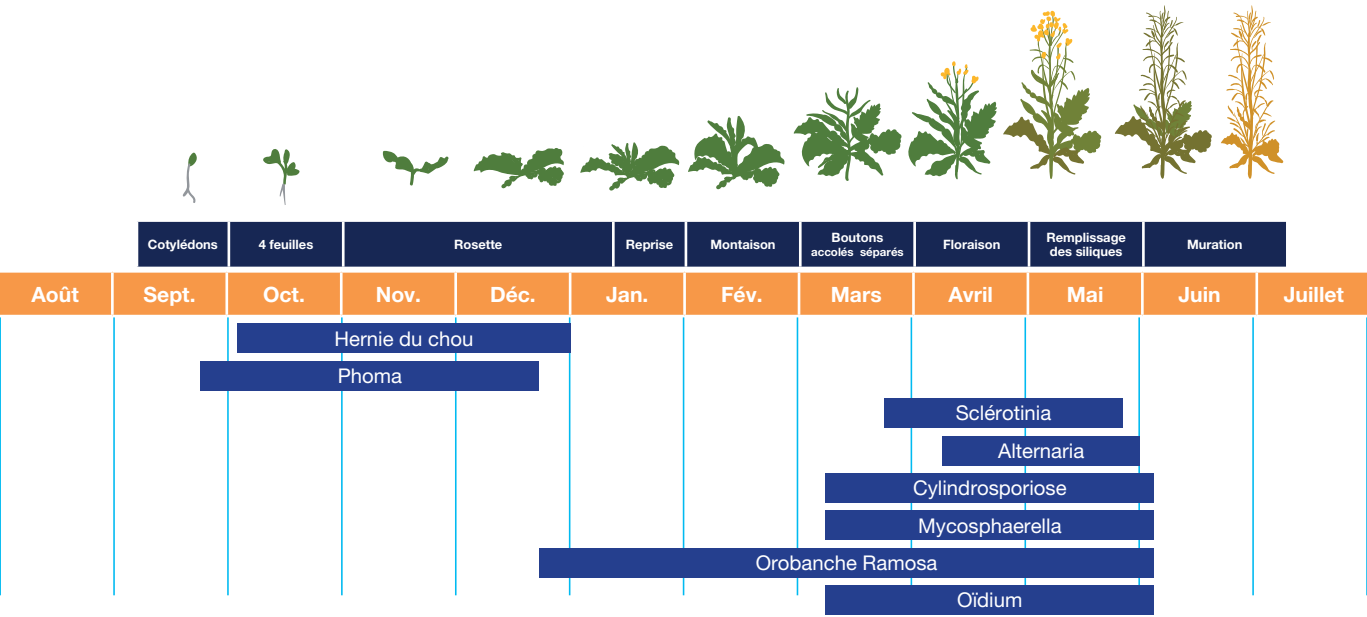 Cotylédons 4 feuilles Rosette Reprise Montaison Boutons accolés séparés Floraison Remplissage des siliques Muration
Août Sept. Oct. Nov. Déc. Jan. Fév. Mars Avril Mai Juin Juillet
Hernie du chou
Phoma
Sclérotinia
Alternaria
Cylindrosporiose
Mycosphaerella
Orobanche Ramosa
Oïdium